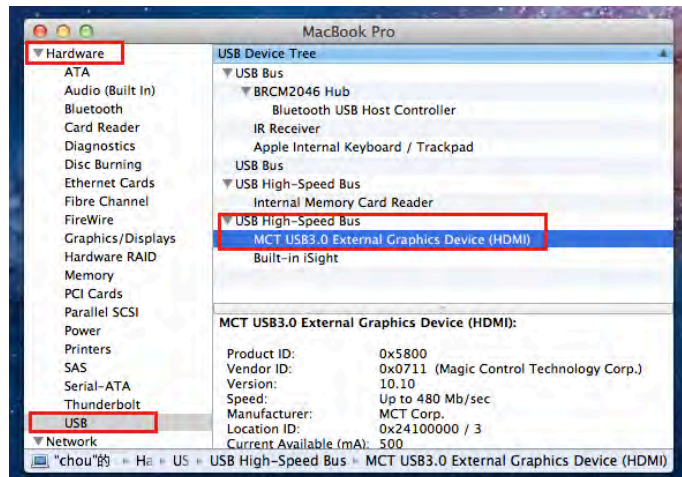 MacBook Pro
Hardware
ATA
Audio (Built In)
Bluetooth
Card Reader
Diagnostics
Disc Burning
Ethernet Cards
Fibre Channel
FireWire
Graphics/Displays
Hardware RAID
Memory
PCI Cards
Parallel SCSI
Power
Printers
SAS
Serial-ATA
Thunderbolt
USB
Network
USB Device Tree
USB Bus
BRCM2046 Hub
Bluetooth USB Host Controller
IR Receiver
Apple Internal Keyboard / Trackpad
USB Bus
USB High-Speed Bus
Internal Memory Card Reader
USB High-Speed Bus
MCT USB3.0 External Graphics Device (HDMI)
Built-in iSight
MCT USB3.0 External Graphics Device (HDMI):
Product ID: 0x5800
Vendor ID: 0x0711 (Magic Control Technology Corp.)
Version: 10.10
Speed: Up to 480 Mb/sec
Manufacturer: MCT Corp.
Location ID: 0x24100000 / 3
Current Available (mA): 500
"chou"的 ▸ Ha ▸ US ▸ USB High-Speed Bus ▸ MCT USB3.0 External Graphics Device (HDMI)